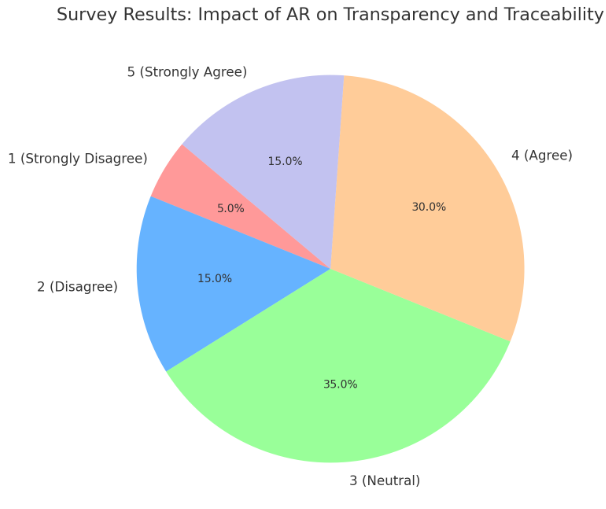 Survey Results: Impact of AR on Transparency and Traceability
5 (Strongly Agree)
15.0%
4 (Agree)
30.0%
1 (Strongly Disagree)
5.0%
2 (Disagree)
15.0%
35.0%
3 (Neutral)